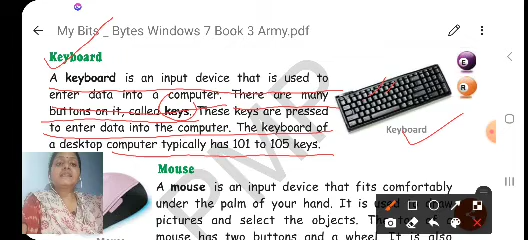 My Bits _ Bytes Windows 7 Book 3 Army.pdf
Keyboard
A keyboard is an input device that is used to
enter data into a computer. There are many
buttons on it, called keys. These keys are pressed
to enter data into the computer. The keyboard of
a desktop computer typically has 101 to 105 keys.
E
R
Keyboard
Mouse
A mouse is an input device that fits comfortably
under the palm of your hand. It is used
pictures and select the objects. The
mouse has two buttons and a wheel. It is also
Mouse